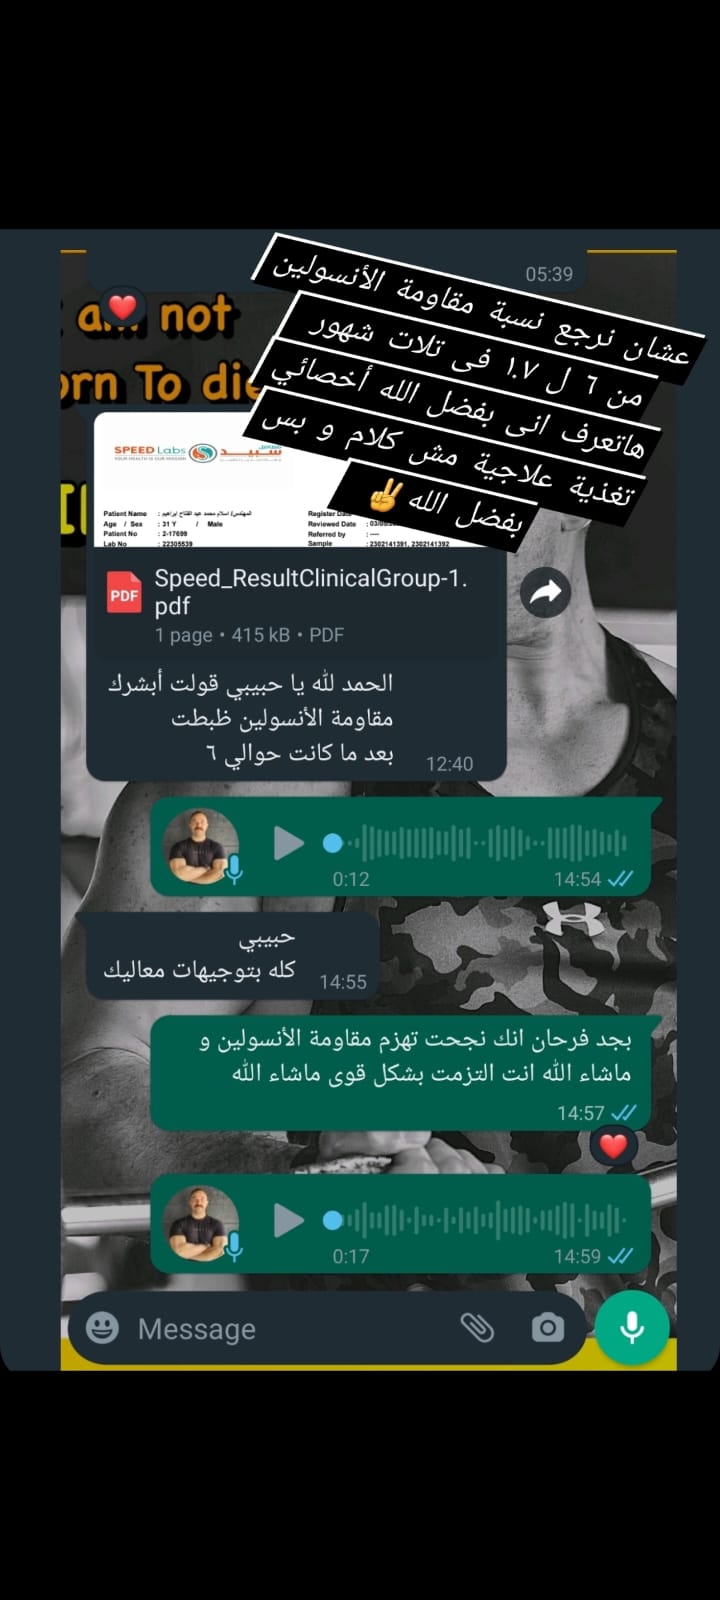 05:39
not
orn To die
عشان نرجع نسبة مقاومة الأنسولين
من ٦ ل ١.٧ فى تلات شهور
هاتعرف انى بفضل الله أخصائي
تغذية علاجية مش كلام و بس
بفضل الله ✌️
SPEED Labs
YOUR HEALTH IS OUR MISSION
سبيد
Patient Name : المهندس/ اسلام محمد عبد الفتاح ابراهيم
Age / Sex : 31 Y / Male
Patient No : 2-17699
Lab No : 22305539
Register
Reviewed Date
Referred by : ----
Sample : 2302141391, 2302141392
PDF
Speed_ResultClinicalGroup-1.
pdf
1 page • 415 kB • PDF
الحمد لله يا حبيبي قولت أبشرك
مقاومة الأنسولين ظبطت
بعد ما كانت حوالي ٦
12:40
0:12
14:54
حبيبي
كله بتوجيهات معاليك
14:55
بجد فرحان انك نجحت تهزم مقاومة الأنسولين و
ماشاء الله انت التزمت بشكل قوى ماشاء الله
14:57
0:17
14:59
Message